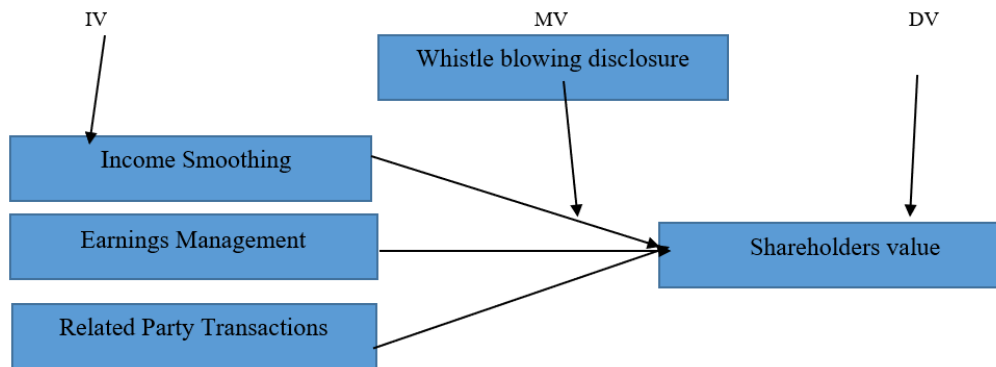 IV
MV
DV
Whistle blowing disclosure
Income Smoothing
Earnings Management
Shareholders value
Related Party Transactions